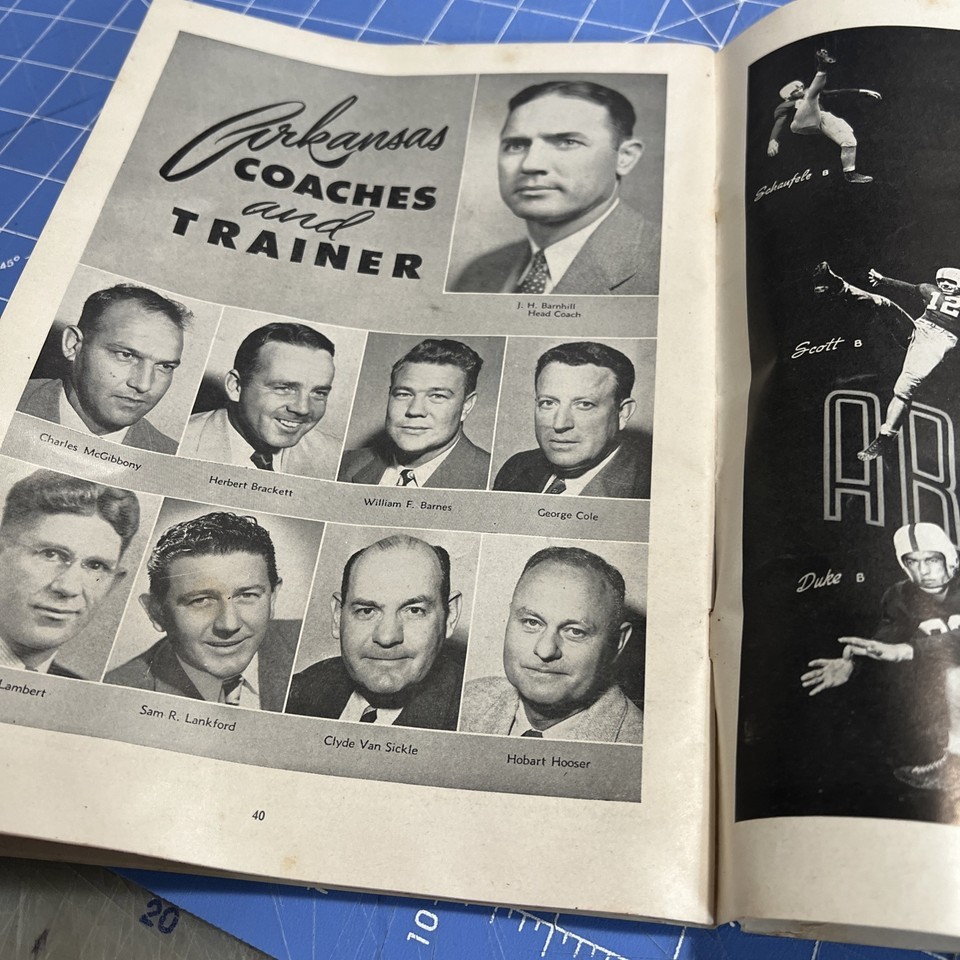 Arkansas
COACHES
and
TRAINER
J. H. Barnhill
Head Coach
Charles McGibbony
Herbert Brackett
William F. Barnes
George Cole
Lambert
Sam R. Lankford
Clyde Van Sickle
Hobart Hooser
40
Schaufele B
12
Scott B
AR
Duke B
45°
20
10